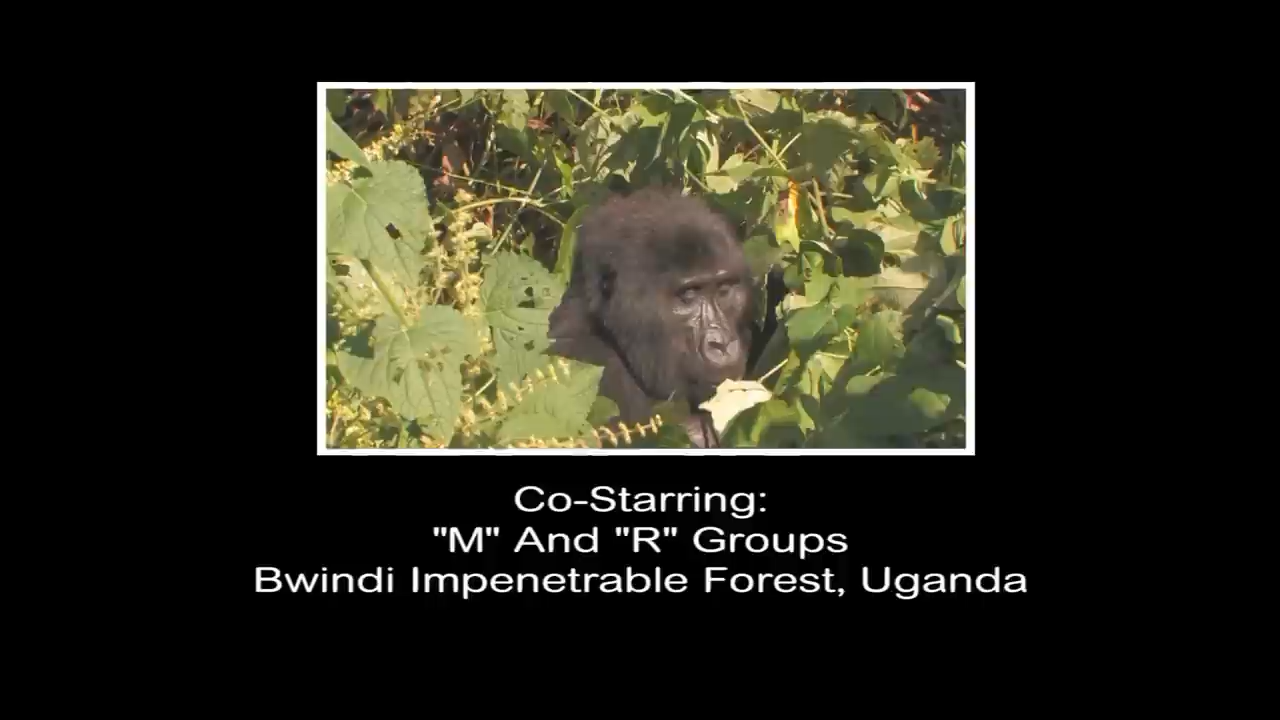 Co-Starring:
"M" And "R" Groups
Bwindi Impenetrable Forest, Uganda